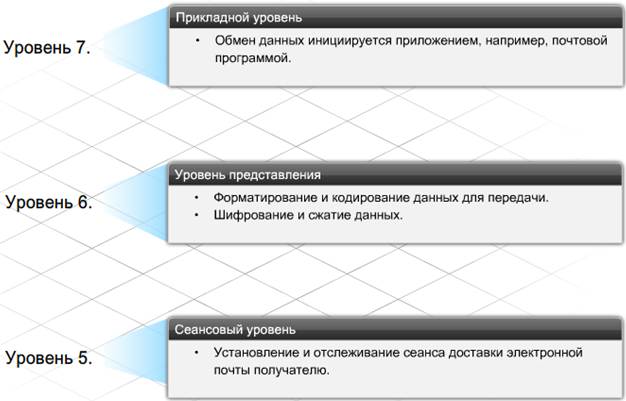 Прикладной уровень
Уровень 7.
• Обмен данных инициируется приложением, например, почтовой
программой.
Уровень представления
Уровень 6.
• Форматирование и кодирование данных для передачи.
• Шифрование и сжатие данных.
Сеансовый уровень
Уровень 5.
• Установление и отслеживание сеанса доставки электронной
почты получателю.